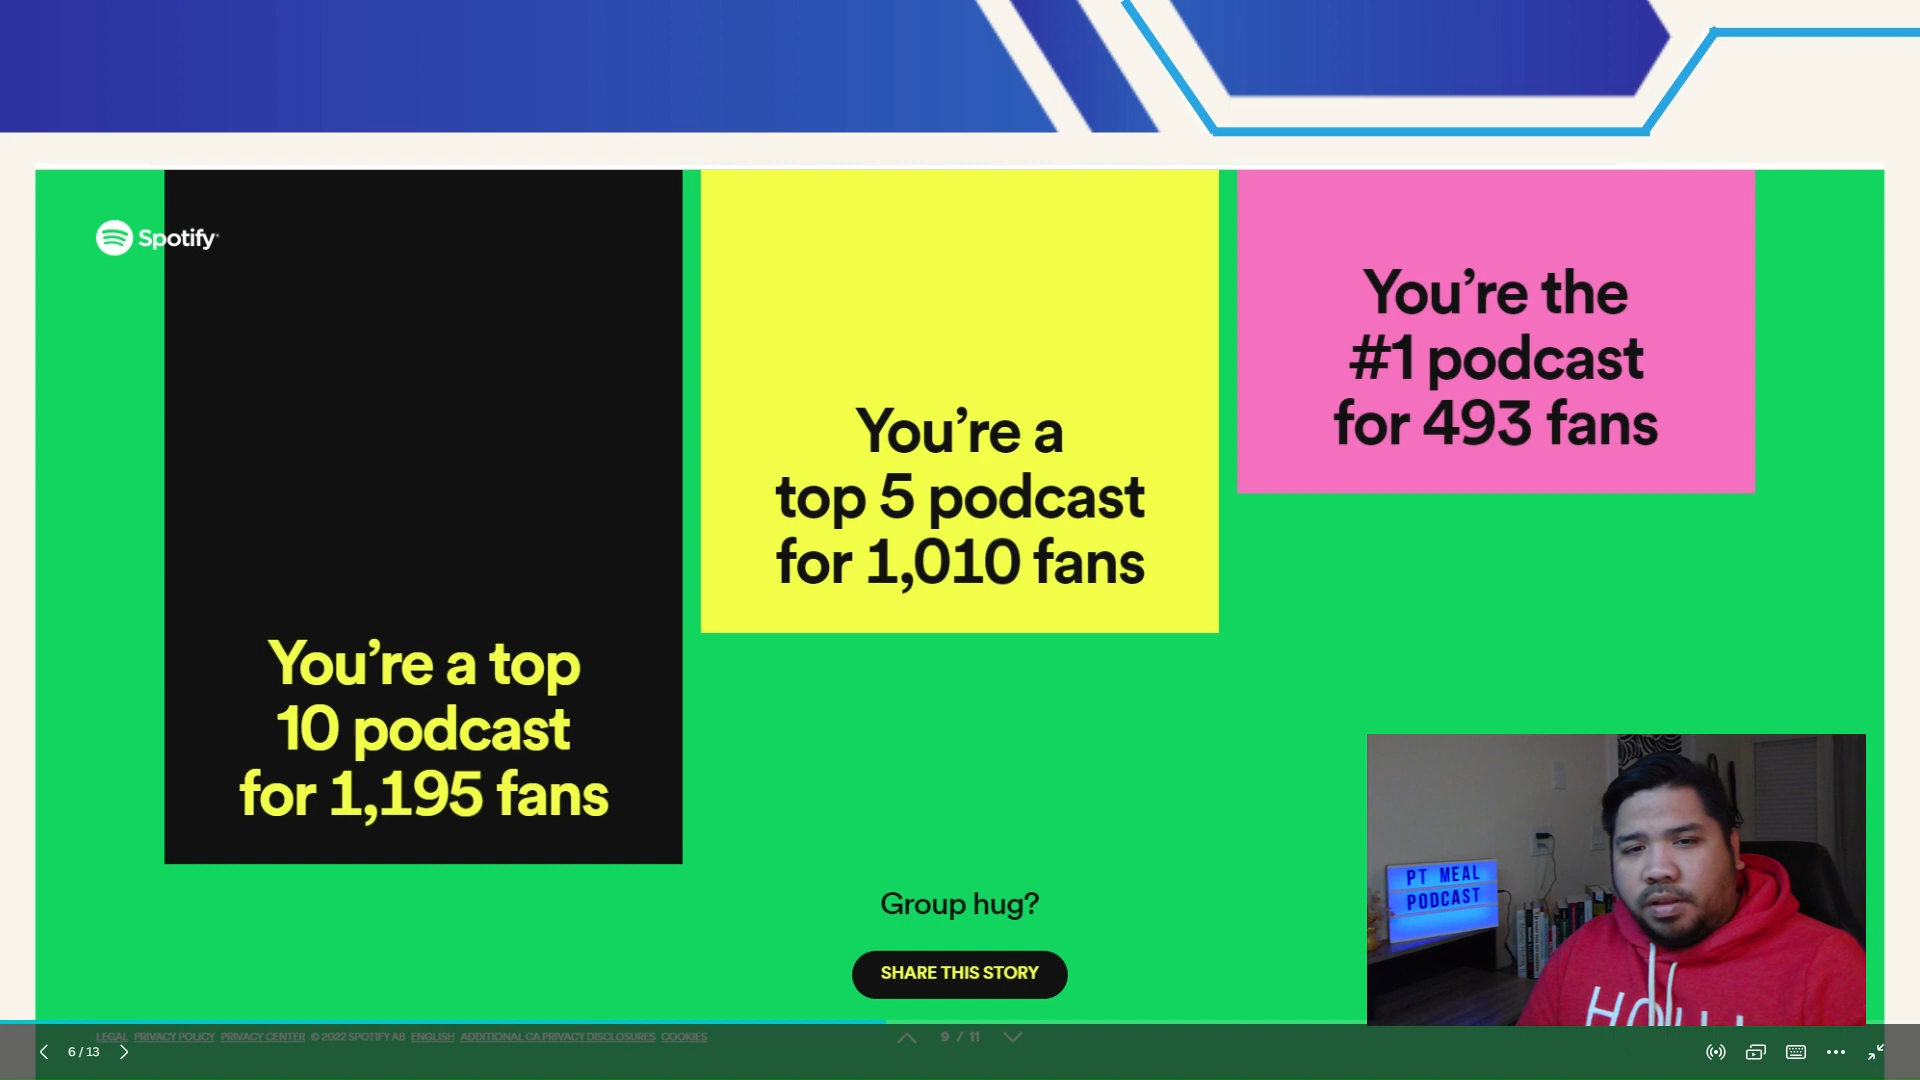 Spotify
You're a top
10 podcast
for 1,195 fans
You're a
top 5 podcast
for 1,010 fans
You're the
#1 podcast
for 493 fans
Group hug?
SHARE THIS STORY
PT MEAL
PODCAST
LEGAL PRIVACY POLICY PRIVACY CENTER © 2022 SPOTIFY AB ENGLISH ADDITIONAL CA PRIVACY DISCLOSURES COOKIES
9 / 11
6 / 13